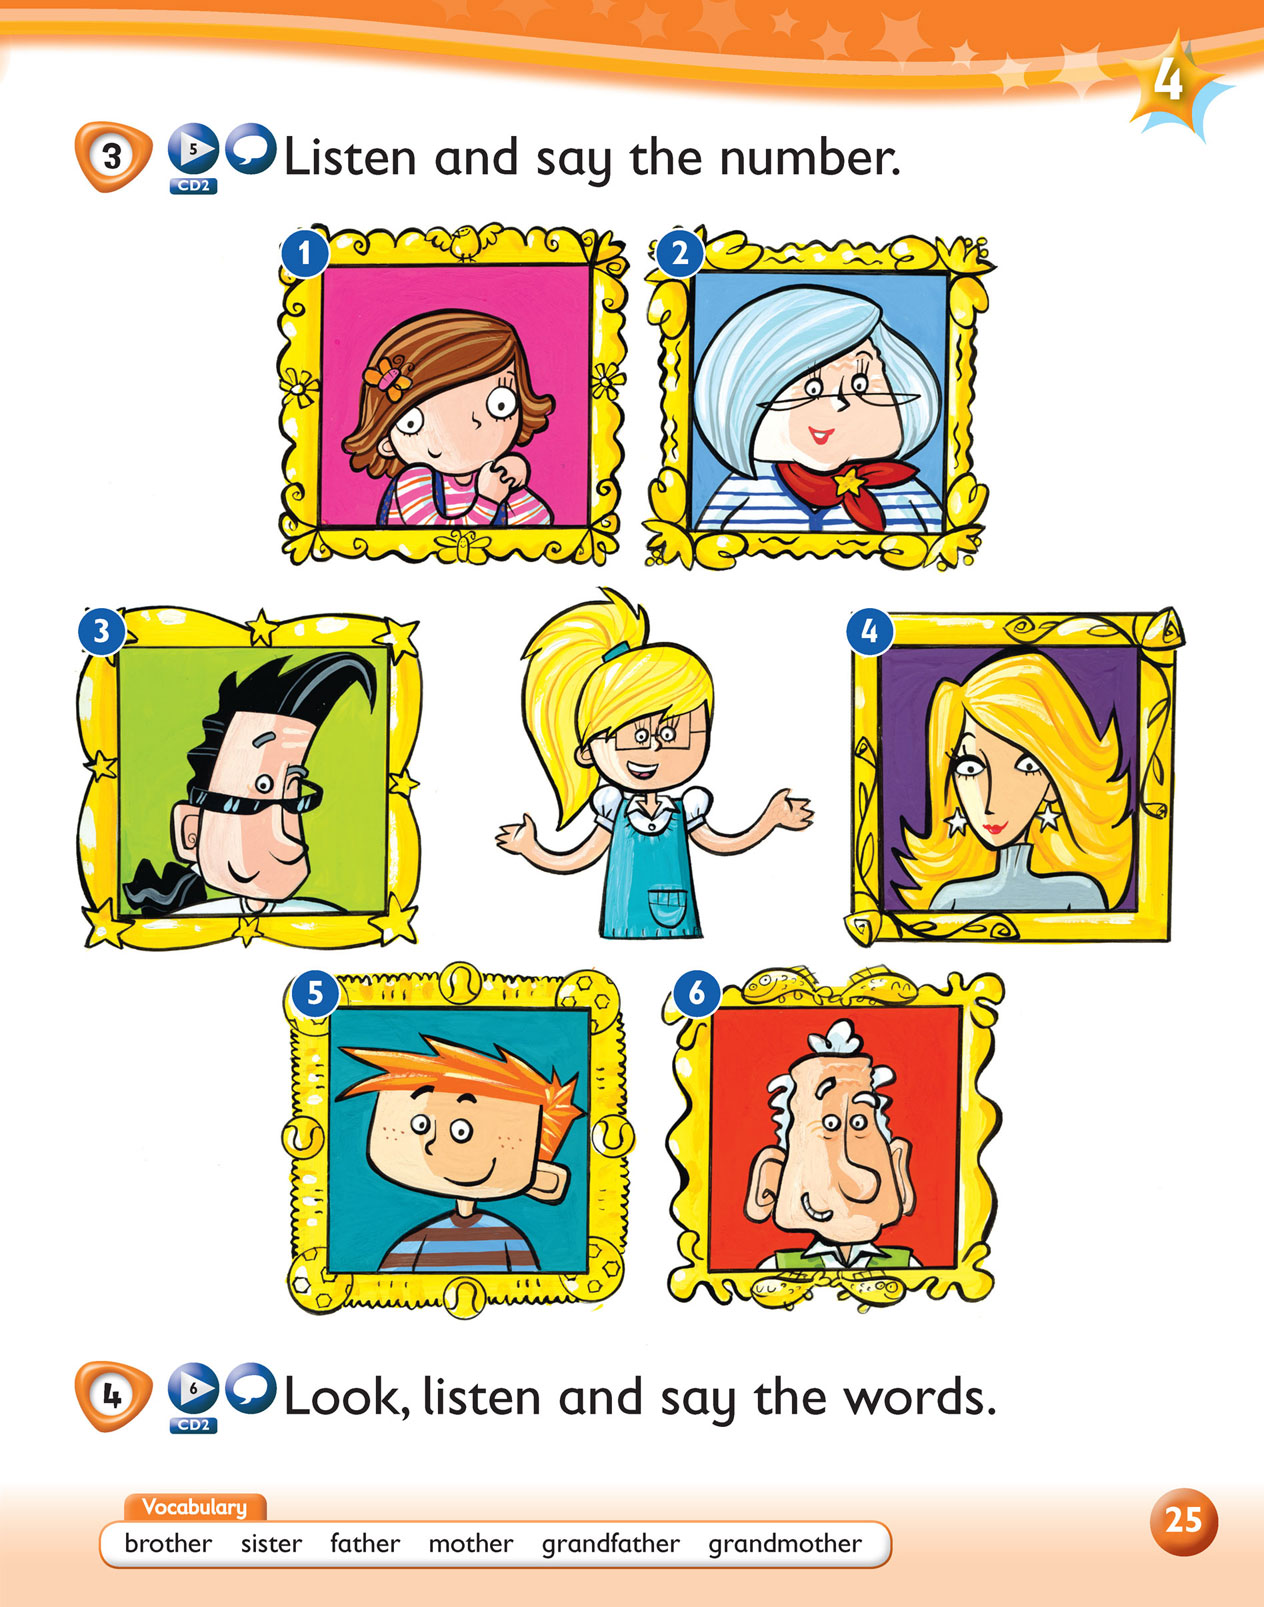 4
3 5 CD2 Listen and say the number.
1 2
3 4
5 6
4 6 CD2 Look, listen and say the words.
Vocabulary
brother sister father mother grandfather grandmother
25